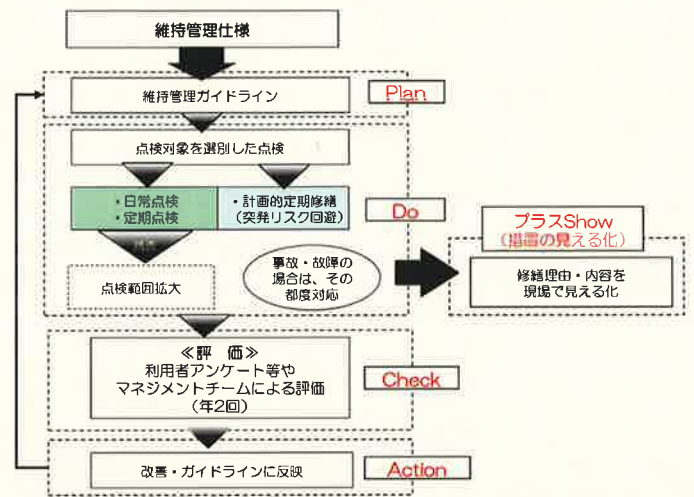 維持管理仕様
維持管理ガイドライン
Plan
点検対象を選別した点検
・日常点検
・定期点検
・計画的定期修繕
（突発リスク回避）
Do
点検範囲拡大
事故・故障の
場合は、その
都度対応
プラスShow
（措置の見える化）
修繕理由・内容を
現場で見える化
≪評　価≫
利用者アンケート等や
マネジメントチームによる評価
（年2回）
Check
改善・ガイドラインに反映
Action